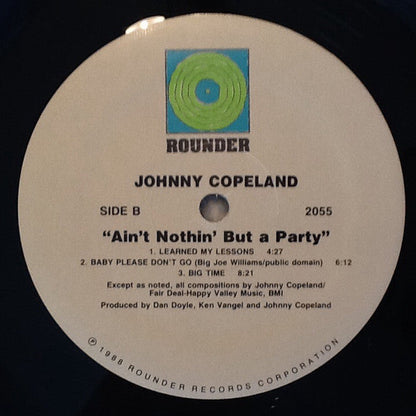 ROUNDER
JOHNNY COPELAND
SIDE B 2055
“Ain't Nothin' But a Party”
1. LEARNED MY LESSONS 4:27
2. BABY PLEASE DON'T GO (Big Joe Williams/public domain) 6:12
3. BIG TIME 8:21
Except as noted, all compositions by Johnny Copeland/
Fair Deal-Happy Valley Music, BMI
Produced by Dan Doyle, Ken Vangel and Johnny Copeland
℗ 1988 ROUNDER RECORDS CORPORATION